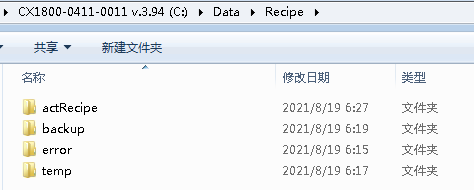 CX1800-0411-0011 v.3.94 (C:) Data Recipe
共享 新建文件夹
名称 修改日期 类型
actRecipe 2021/8/19 6:27 文件夹
backup 2021/8/19 6:19 文件夹
error 2021/8/19 6:15 文件夹
temp 2021/8/19 6:17 文件夹